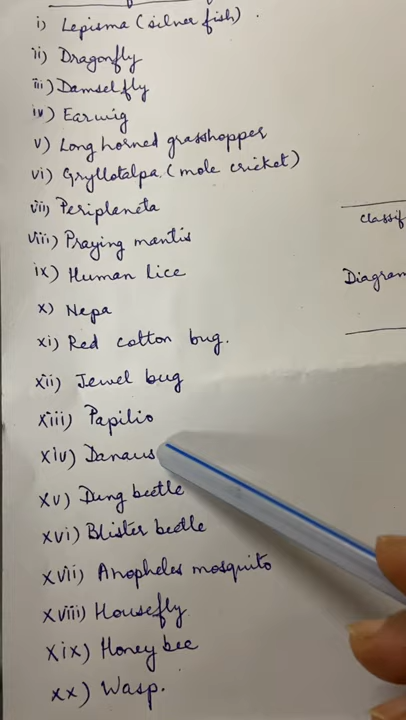 i) Lepisma (silver fish).
ii) Dragonfly
iii) Damselfly
iv) Earwig
v) Long horned grasshopper
vi) Gryllotalpa (mole cricket)
vii) Periplaneta
Classif
viii) Praying mantis
ix) Human lice
Diagram
x) Nepa
xi) Red cotton bug.
xii) Jewel bug
xiii) Papilio
xiv) Danaus
xv) Dung beetle
xvi) Blister beetle
xvii) Anopheles mosquito
xviii) Housefly
xix) Honey bee
xx) Wasp.